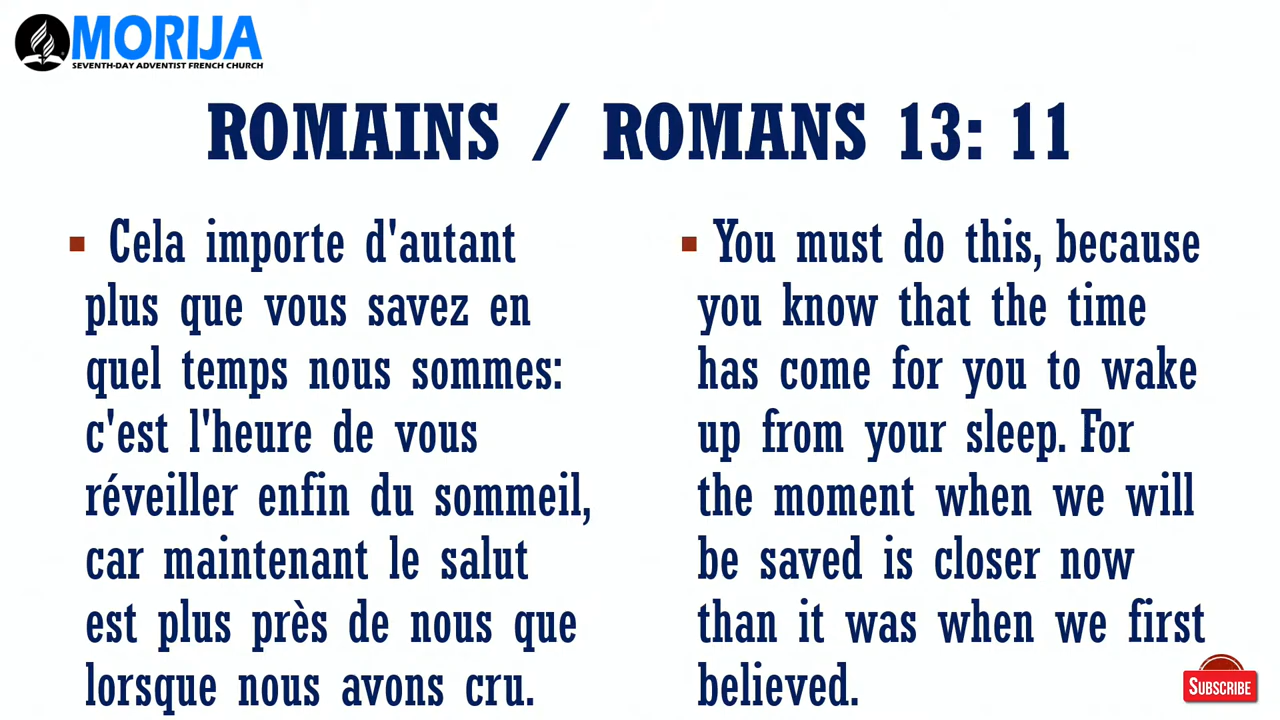 MORIJA
SEVENTH-DAY ADVENTIST FRENCH CHURCH
ROMAINS / ROMANS 13: 11
Cela importe d'autant
plus que vous savez en
quel temps nous sommes:
c'est l'heure de vous
réveiller enfin du sommeil,
car maintenant le salut
est plus près de nous que
lorsque nous avons cru.
You must do this, because
you know that the time
has come for you to wake
up from your sleep. For
the moment when we will
be saved is closer now
than it was when we first
believed.
SUBSCRIBE